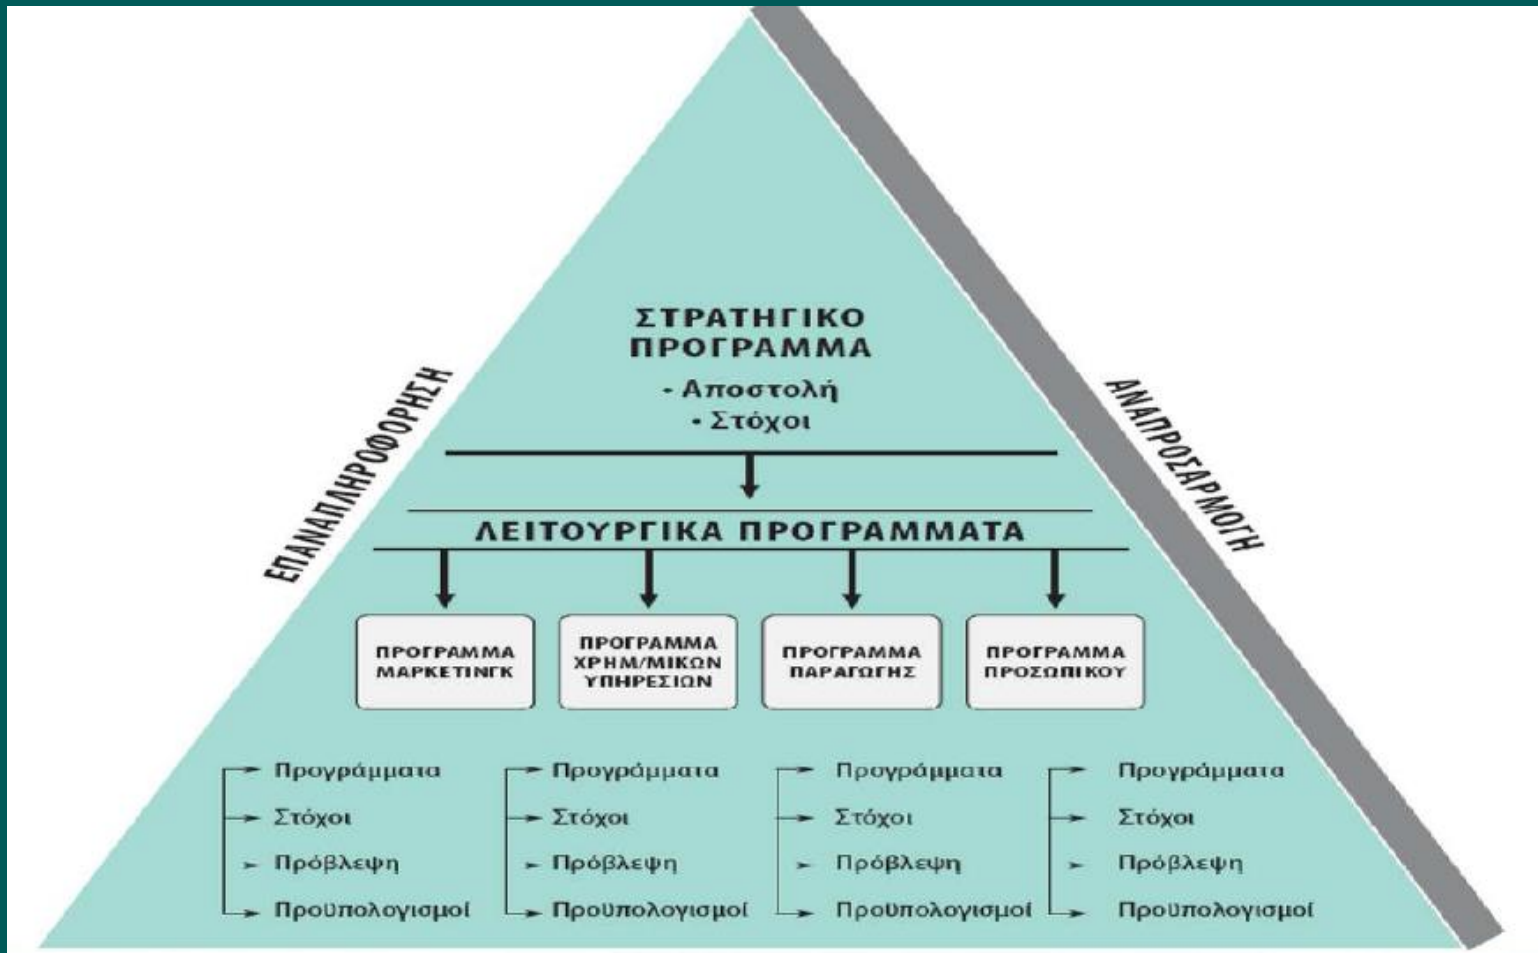 ΣΤΡΑΤΗΓΙΚΟ
ΠΡΟΓΡΑΜΜΑ
- Αποστολή
- Στόχοι
ΕΠΑΝΑΠΛΗΡΟΦΟΡΗΣΗ
ΑΝΑΠΡΟΣΑΡΜΟΓΗ
ΛΕΙΤΟΥΡΓΙΚΑ ΠΡΟΓΡΑΜΜΑΤΑ
ΠΡΟΓΡΑΜΜΑ
ΜΑΡΚΕΤΙΝΓΚ
ΠΡΟΓΡΑΜΜΑ
ΧΡΗΜ/ΜΙΚΩΝ
ΥΠΗΡΕΣΙΩΝ
ΠΡΟΓΡΑΜΜΑ
ΠΑΡΑΓΩΓΗΣ
ΠΡΟΓΡΑΜΜΑ
ΠΡΟΣΩΠΙΚΟΥ
Προγράμματα
Στόχοι
Πρόβλεψη
Προϋπολογισμοί
Προγράμματα
Στόχοι
Πρόβλεψη
Προϋπολογισμοί
Προγράμματα
Στόχοι
Πρόβλεψη
Προϋπολογισμοί
Προγράμματα
Στόχοι
Πρόβλεψη
Προϋπολογισμοί